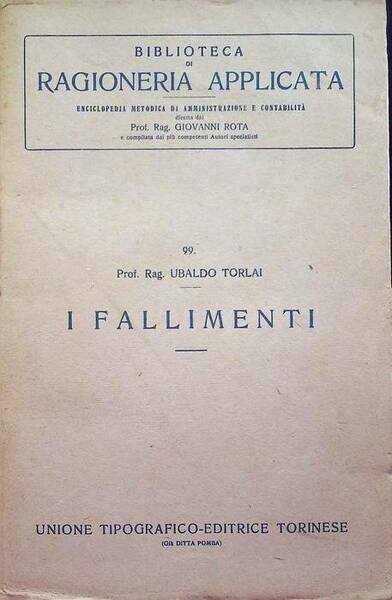 BIBLIOTECA
DI
RAGIONERIA APPLICATA
ENCICLOPEDIA METODICA DI AMMINISTRAZIONE E CONTABILITÀ
diretta dal
Prof. Rag. GIOVANNI ROTA
e compilata dai più competenti Autori specialisti
99.
Prof. Rag. UBALDO TORLAI
I FALLIMENTI
UNIONE TIPOGRAFICO-EDITRICE TORINESE
(Già DITTA POMBA)